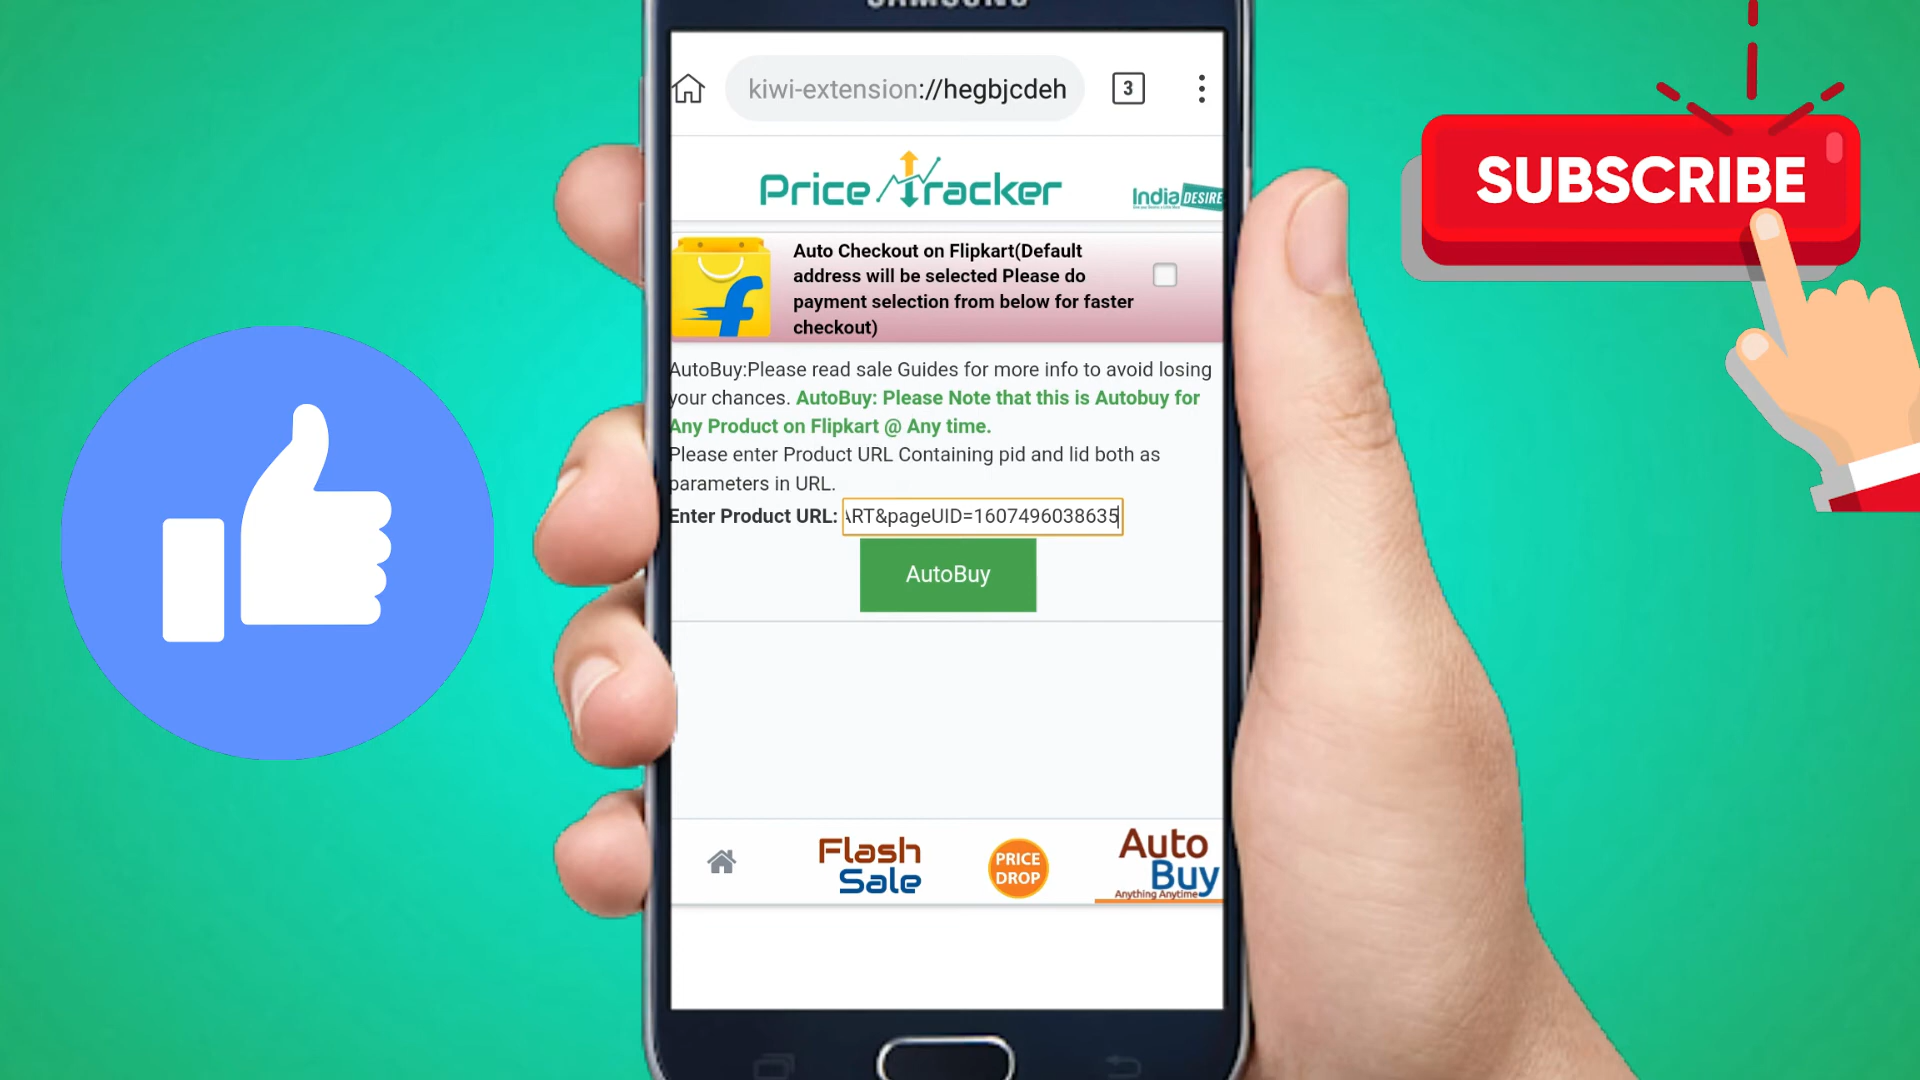 SAMSUNG
kiwi-extension://hegbjcdeh
3
Price Tracker
India DESIRE
SUBSCRIBE
Auto Checkout on Flipkart(Default
address will be selected Please do
payment selection from below for faster
checkout)
AutoBuy:Please read sale Guides for more info to avoid losing
your chances. AutoBuy: Please Note that this is Autobuy for
Any Product on Flipkart @ Any time.
Please enter Product URL Containing pid and lid both as
parameters in URL.
Enter Product URL: ART&pageUID=1607496038635
AutoBuy
Flash
Sale
PRICE
DROP
Auto
Buy
Anything Anytime